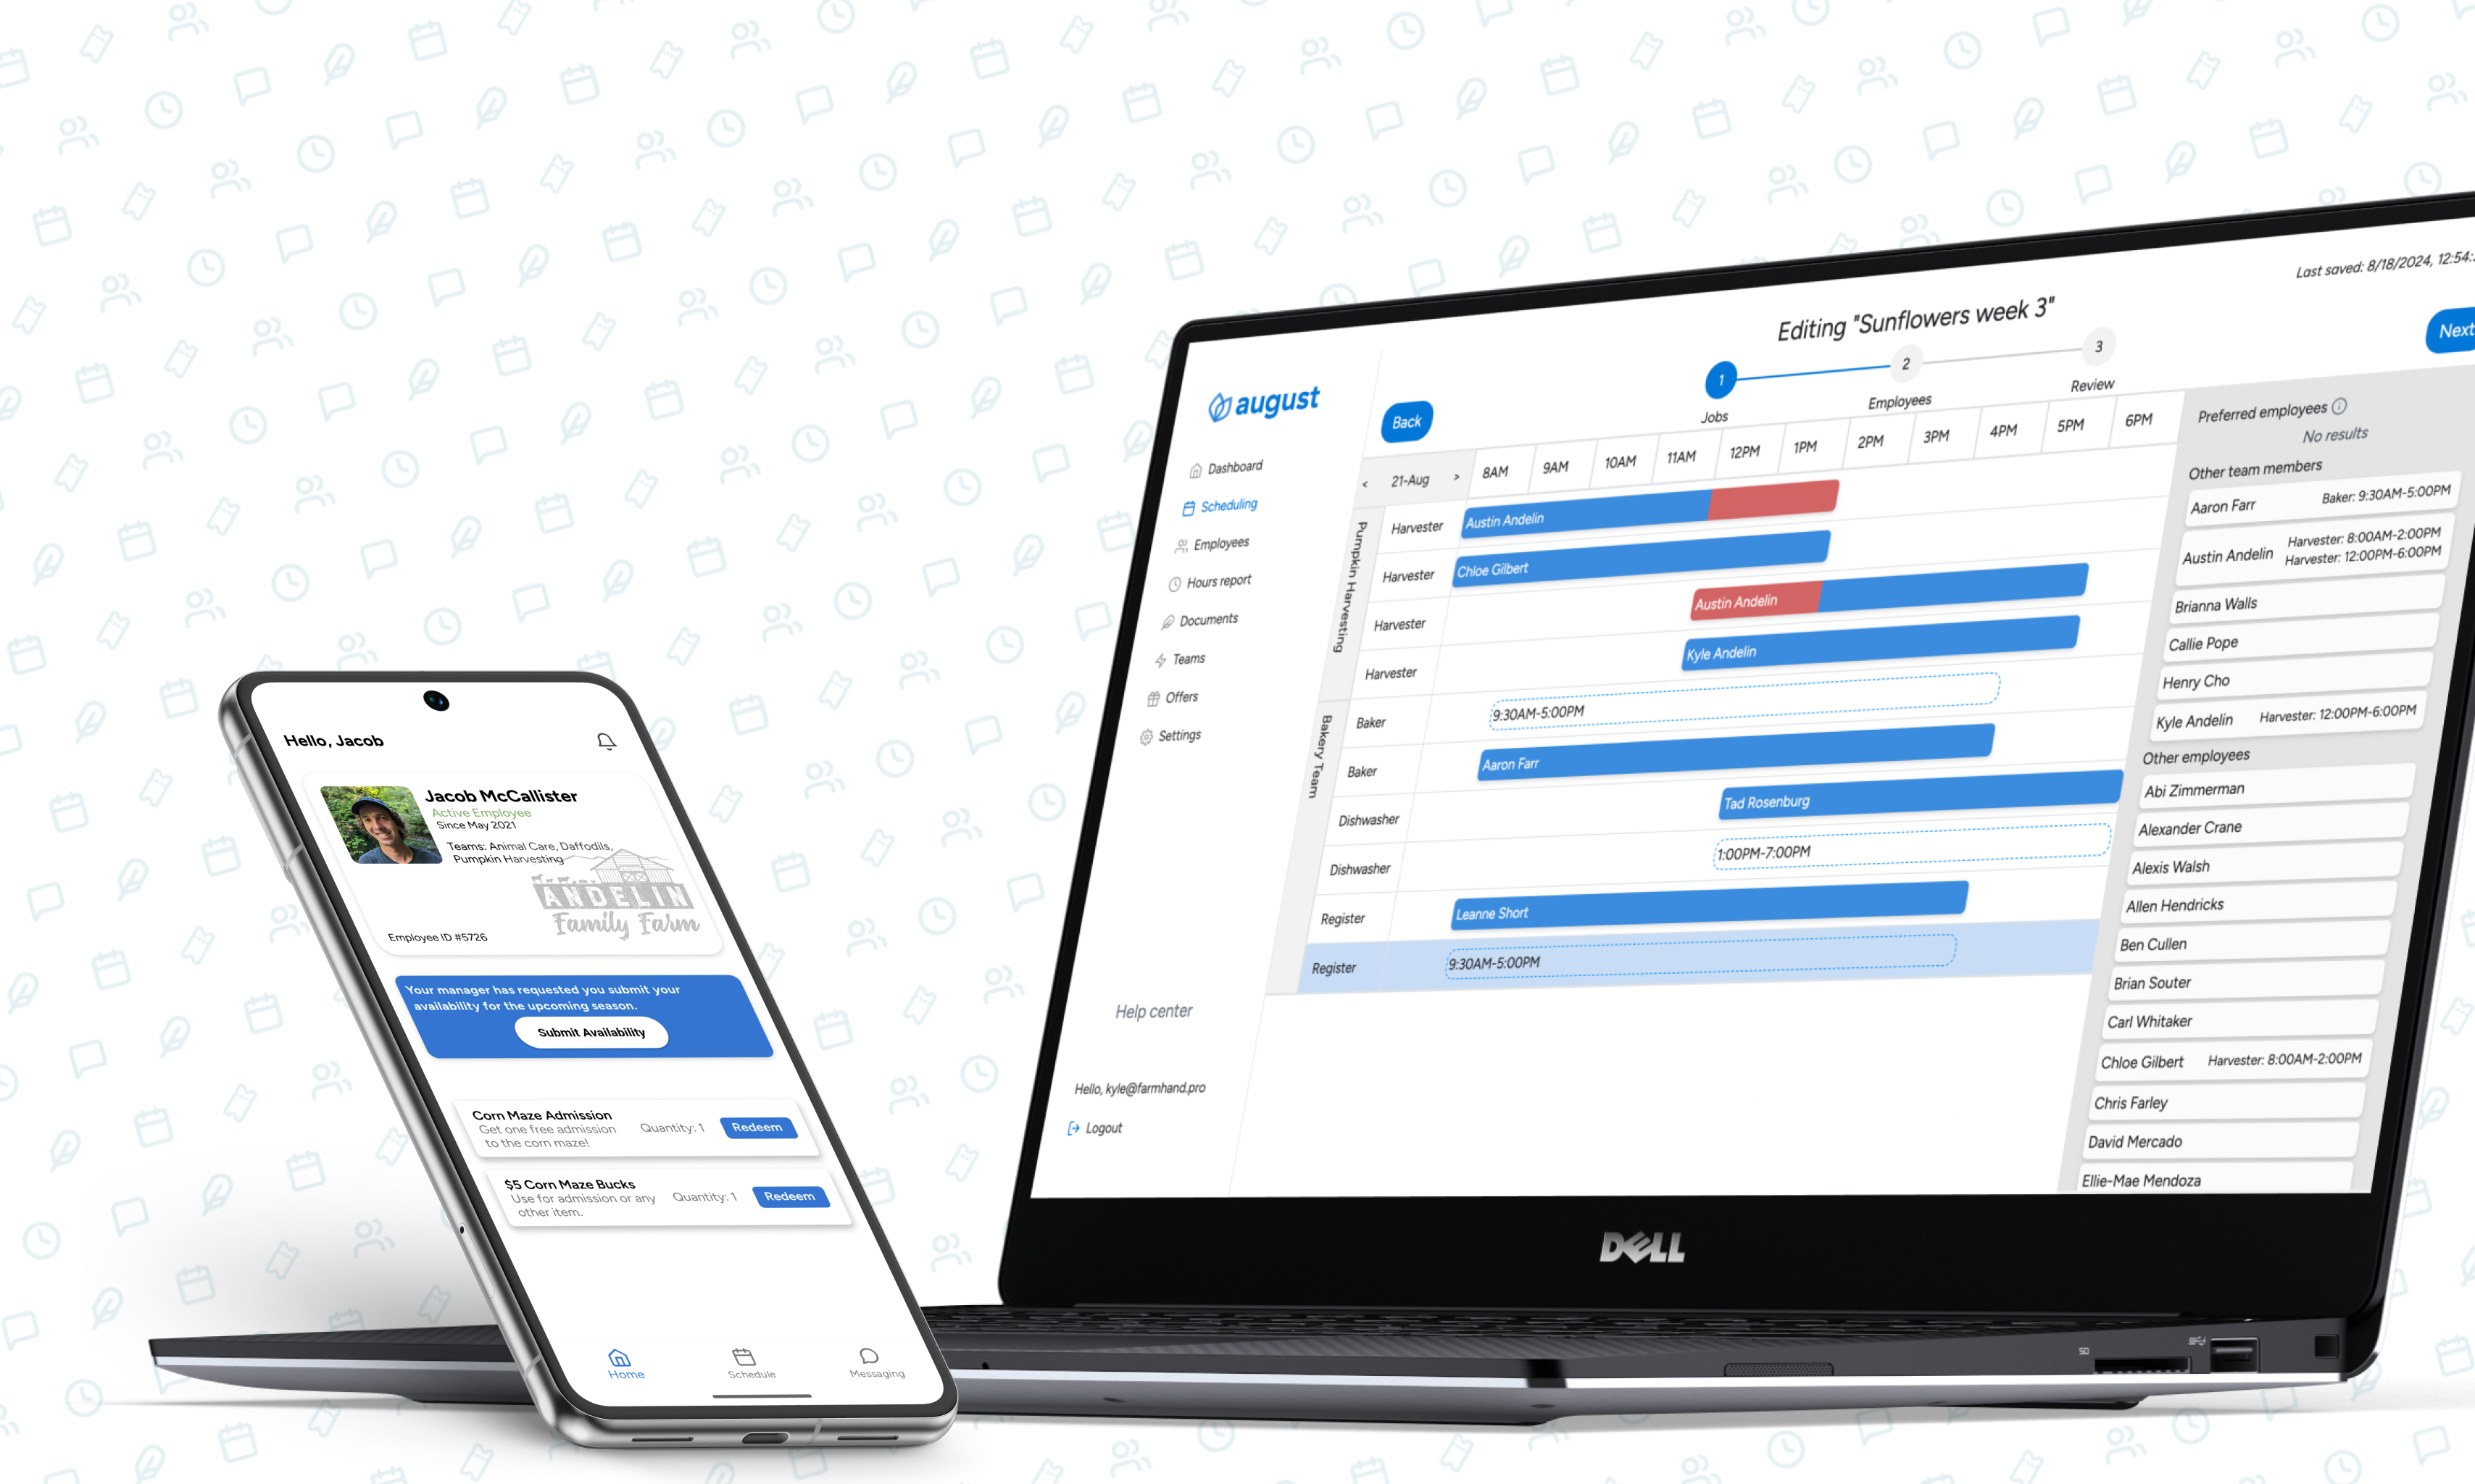 Hello, Jacob
Jacob McCallister
Active Employee
Since May 2021
Teams: Animal Care, Daffodils,
Pumpkin Harvesting
ANDELIN
Family Farm
Employee ID #5726
Your manager has requested you submit your
availability for the upcoming season.
Submit Availability
Corn Maze Admission
Get one free admission
to the corn maze!
Quantity: 1
Redeem
$5 Corn Maze Bucks
Use for admission or any
other item.
Quantity: 1
Redeem
Home
Schedule
Messaging
august
Dashboard
Scheduling
Employees
Hours report
Documents
Teams
Offers
Settings
Help center
Hello, kyle@farmhand.pro
Logout
Last saved: 8/18/2024, 12:54:
Editing "Sunflowers week 3"
Back
Next
1
2
3
Jobs
Employees
Review
< 21-Aug >
8AM 9AM 10AM 11AM 12PM 1PM 2PM 3PM 4PM 5PM 6PM
Pumpkin Harvesting
Harvester Austin Andelin
Harvester Chloe Gilbert
Harvester Austin Andelin
Harvester Kyle Andelin
Bakery Team
Baker 9:30AM-5:00PM
Baker Aaron Farr
Dishwasher Tad Rosenburg
Dishwasher 1:00PM-7:00PM
Register Leanne Short
Register 9:30AM-5:00PM
Preferred employees
No results
Other team members
Aaron Farr Baker: 9:30AM-5:00PM
Austin Andelin Harvester: 8:00AM-2:00PM
Harvester: 12:00PM-6:00PM
Brianna Walls
Callie Pope
Henry Cho
Kyle Andelin Harvester: 12:00PM-6:00PM
Other employees
Abi Zimmerman
Alexander Crane
Alexis Walsh
Allen Hendricks
Ben Cullen
Brian Souter
Carl Whitaker
Chloe Gilbert Harvester: 8:00AM-2:00PM
Chris Farley
David Mercado
Ellie-Mae Mendoza
DELL
SD